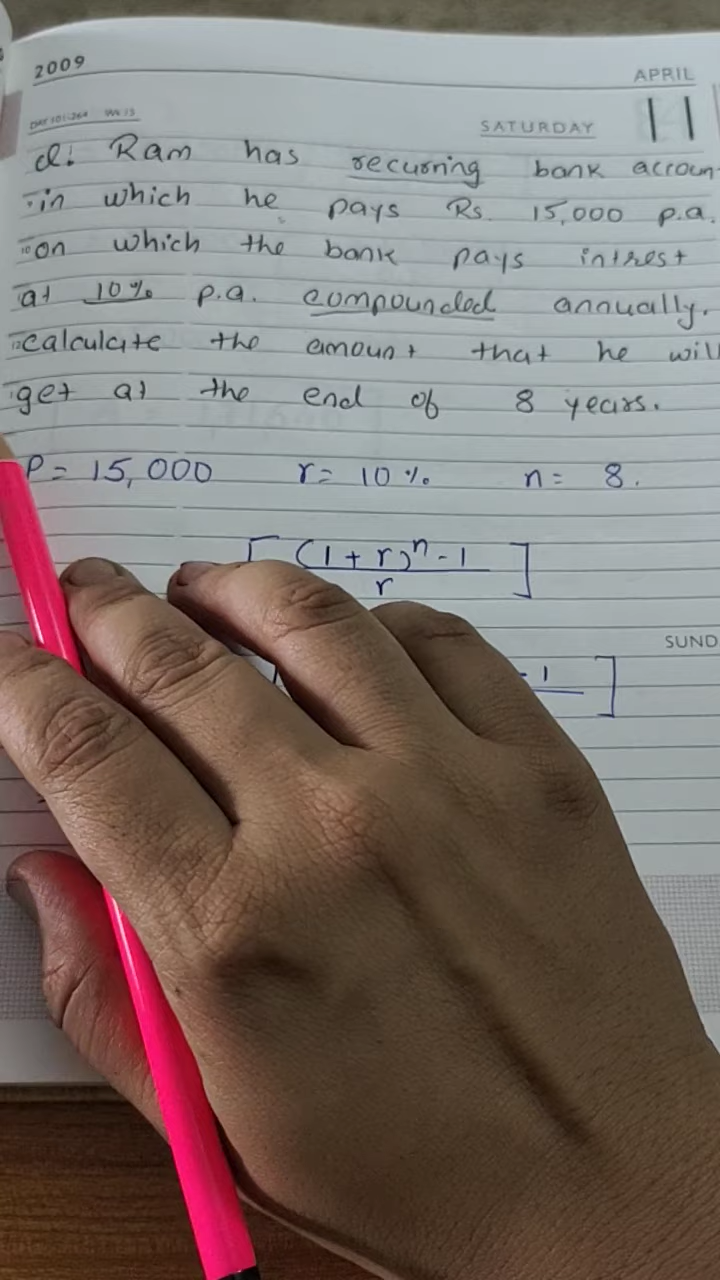 2009
APRIL
SATURDAY 11
Q: Ram has recurring bank accoun
in which he pays Rs. 15,000 p.a.
on which the bank pays intrest
at 10% p.a. compounded annually.
calculate the amount that he will
get at the end of 8 years.
P = 15,000 r = 10% n = 8.
[ (1 + r)^n - 1 / r ]
SUND
- 1 ]